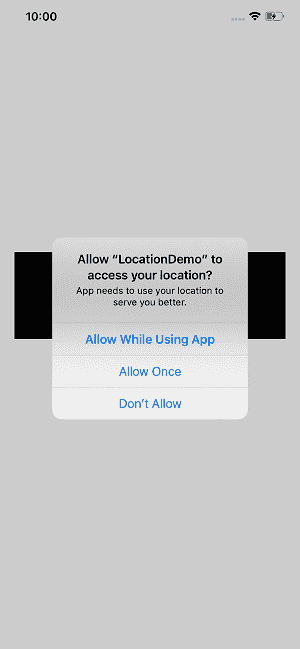 10:00
Allow “LocationDemo” to
access your location?
App needs to use your location to
serve you better.
Allow While Using App
Allow Once
Don’t Allow